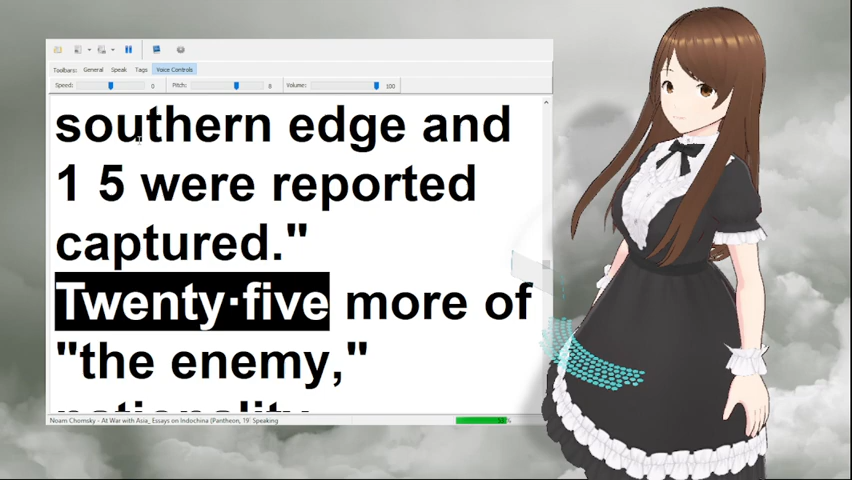 Toolbars: General Speak Tags Voice Controls
Speed: 0 Pitch: 8 Volume: 100
southern edge and
1 5 were reported
captured."
Twenty·five more of
"the enemy,"
nationality
Noam Chomsky - At War with Asia_ Essays on Indochina (Pantheon, 19 Speaking